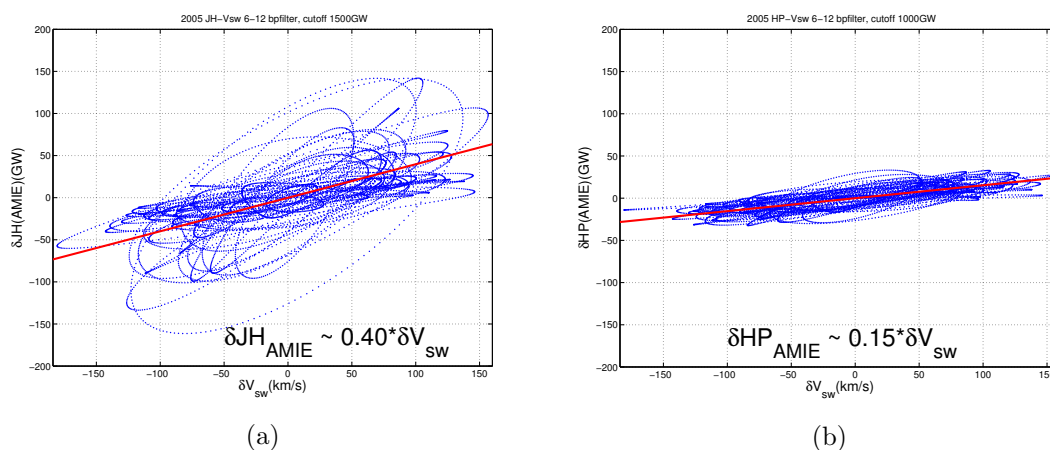 2005 JH−Vsw 6−12 bpfilter, cutoff 1500GW
200
150
100
50
0
−50
−100
−150
−200
δJH(AMIE)(GW)
δJH_AMIE ~ 0.40*δV_sw
−150 −100 −50 0 50 100 150
δV_sw(km/s)
(a)
2005 HP−Vsw 6−12 bpfilter, cutoff 1000GW
200
150
100
50
0
−50
−100
−150
−200
δHP(AMIE)(GW)
δHP_AMIE ~ 0.15*δV_sw
−150 −100 −50 0 50 100 150
δV_sw(km/s)
(b)